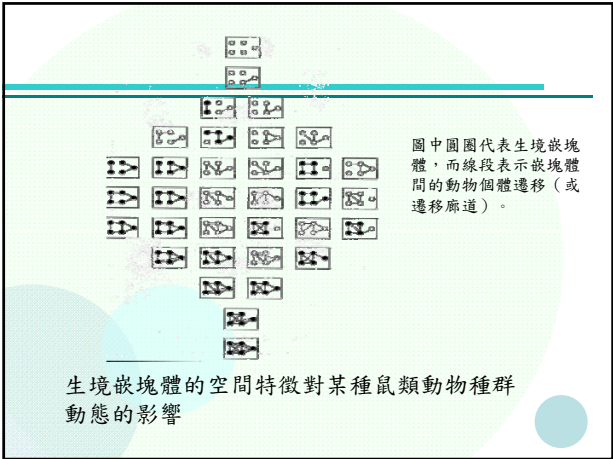 圖中圓圈代表生境嵌塊
體，而線段表示嵌塊體
間的動物個體遷移（或
遷移廊道）。
生境嵌塊體的空間特徵對某種鼠類動物種群
動態的影響